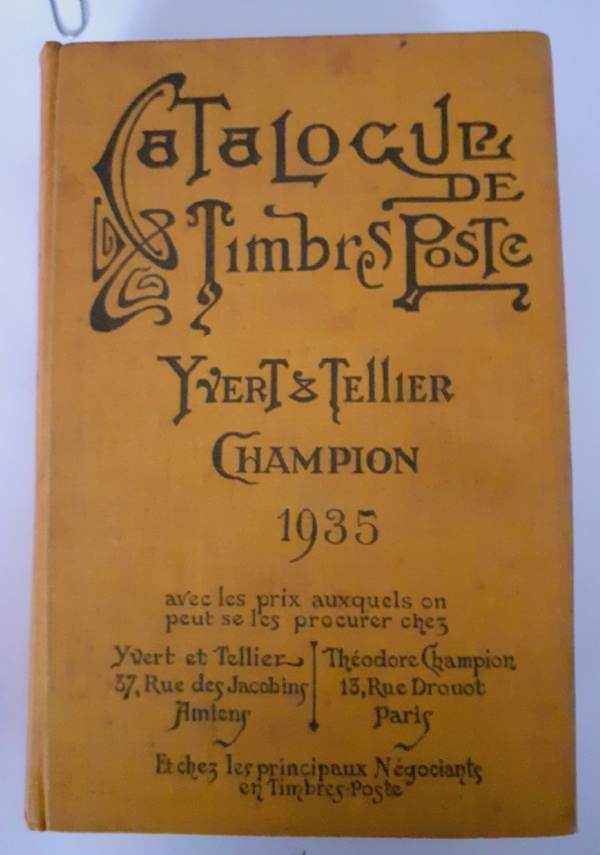 Catalogue
de
Timbres Poste
Yvert & Tellier
Champion
1935
avec les prix auxquels on
peut se les procurer chez
Yvert et Tellier
37, Rue des Jacobins
Amiens
Théodore Champion
13, Rue Drouot
Paris
Et chez les principaux Négociants
en Timbres-Poste